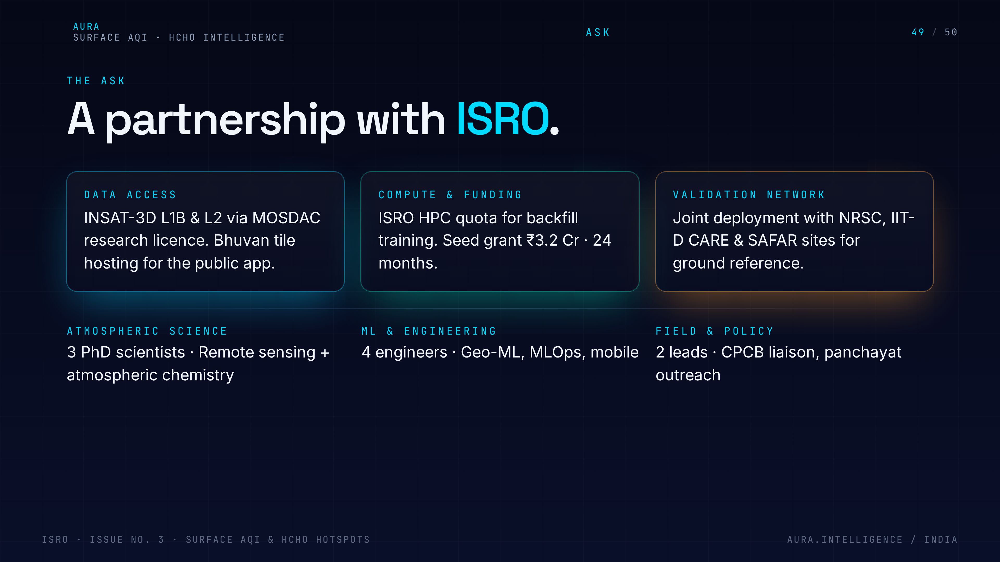 AURA
SURFACE AQI · HCHO INTELLIGENCE
ASK
49 / 50
THE ASK
A partnership with ISRO.
DATA ACCESS
INSAT-3D L1B & L2 via MOSDAC
research licence. Bhuvan tile
hosting for the public app.
COMPUTE & FUNDING
ISRO HPC quota for backfill
training. Seed grant ₹3.2 Cr · 24
months.
VALIDATION NETWORK
Joint deployment with NRSC, IIT-
D CARE & SAFAR sites for
ground reference.
ATMOSPHERIC SCIENCE
3 PhD scientists · Remote sensing +
atmospheric chemistry
ML & ENGINEERING
4 engineers · Geo-ML, MLOps, mobile
FIELD & POLICY
2 leads · CPCB liaison, panchayat
outreach
ISRO · ISSUE NO. 3 · SURFACE AQI & HCHO HOTSPOTS
AURA.INTELLIGENCE / INDIA